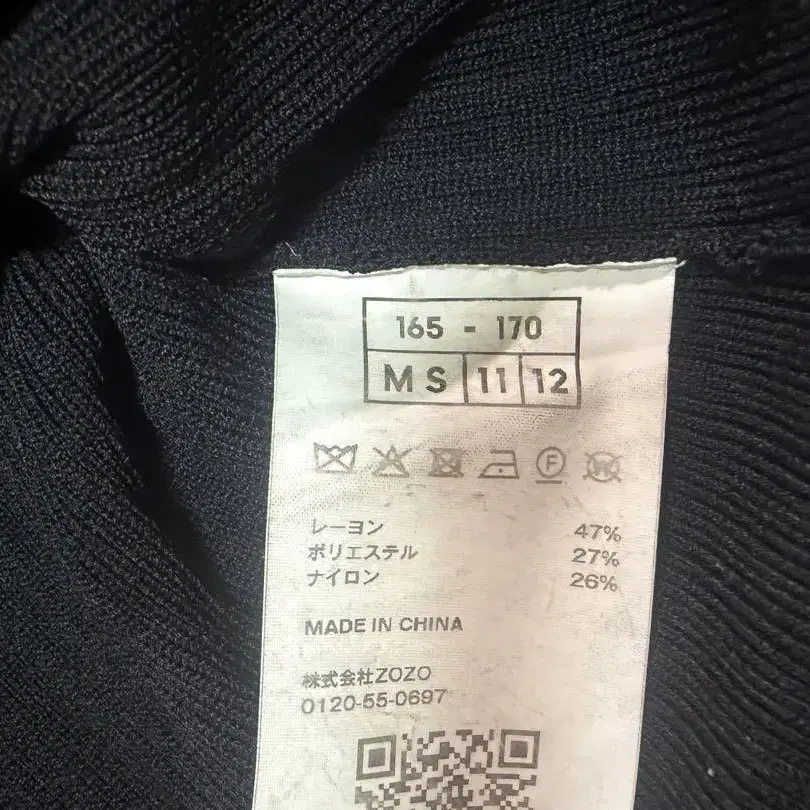 165 - 170
M S 11 12
F W
レーヨン 47%
ポリエステル 27%
ナイロン 26%
MADE IN CHINA
株式会社ZOZO
0120-55-0697